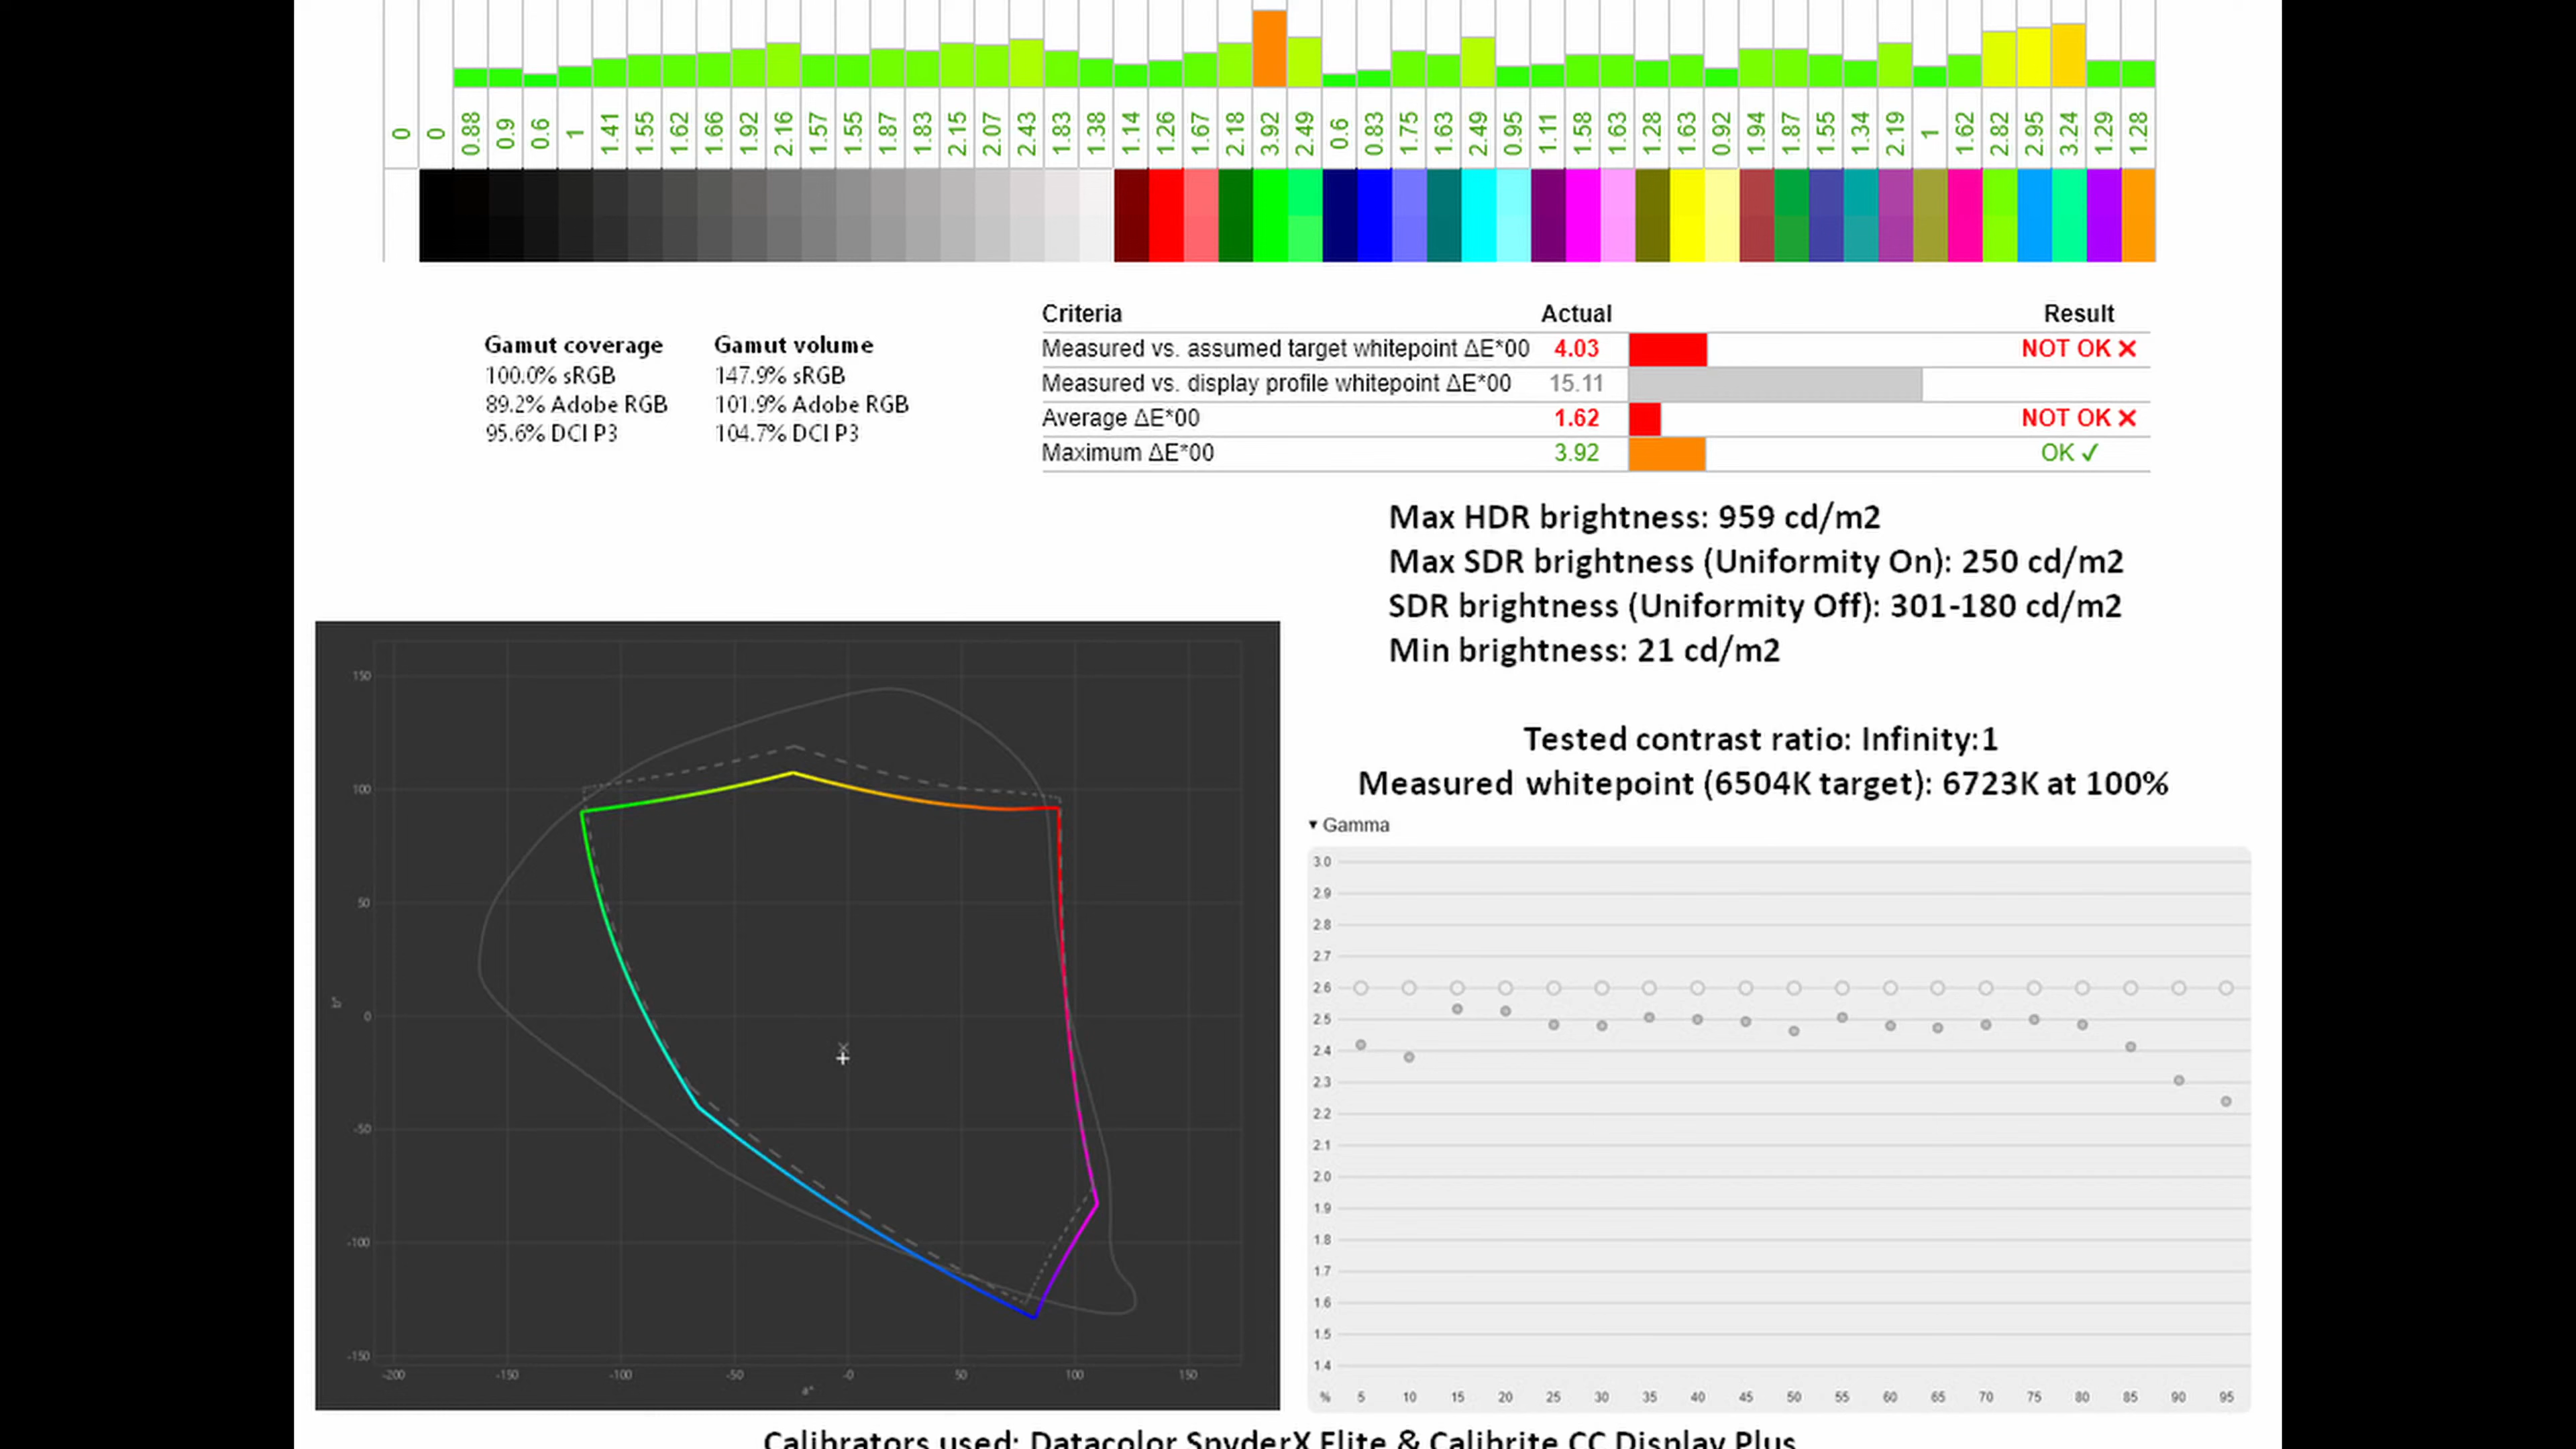 0 0 0.88 0.9 0.6 1 1.41 1.55 1.62 1.66 1.92 2.16 1.57 1.55 1.87 1.83 2.15 2.07 2.43 1.83 1.38 1.14 1.26 1.67 2.18 3.92 2.49 0.6 0.83 1.75 1.63 2.49 0.95 1.11 1.58 1.63 1.28 1.63 0.92 1.94 1.87 1.55 1.34 2.19 1 1.62 2.82 2.95 3.24 1.29 1.28
Gamut coverage
100.0% sRGB
89.2% Adobe RGB
95.6% DCI P3
Gamut volume
147.9% sRGB
101.9% Adobe RGB
104.7% DCI P3
Criteria Actual Result
Measured vs. assumed target whitepoint ΔE*00 4.03 NOT OK ✕
Measured vs. display profile whitepoint ΔE*00 15.11
Average ΔE*00 1.62 NOT OK ✕
Maximum ΔE*00 3.92 OK ✓
Max HDR brightness: 959 cd/m2
Max SDR brightness (Uniformity On): 250 cd/m2
SDR brightness (Uniformity Off): 301-180 cd/m2
Min brightness: 21 cd/m2
Tested contrast ratio: Infinity:1
Measured whitepoint (6504K target): 6723K at 100%
150
100
50
0
-50
-100
-150
b*
-200 -150 -100 -50 -0 50 100 150
a*
▾ Gamma
3.0
2.9
2.8
2.7
2.6
2.5
2.4
2.3
2.2
2.1
2.0
1.9
1.8
1.7
1.6
1.5
1.4
% 5 10 15 20 25 30 35 40 45 50 55 60 65 70 75 80 85 90 95
Calibrators used: Datacolor SpyderX Elite & Calibrite CC Display Plus